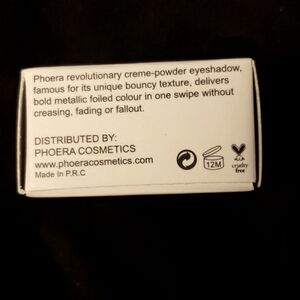 Phoera revolutionary creme-powder eyeshadow,
famous for its unique bouncy texture, delivers
bold metallic foiled colour in one swipe without
creasing, fading or fallout.
DISTRIBUTED BY:
PHOERA COSMETICS
www.phoeracosmetics.com
Made In P.R.C
12M
cruelty
free